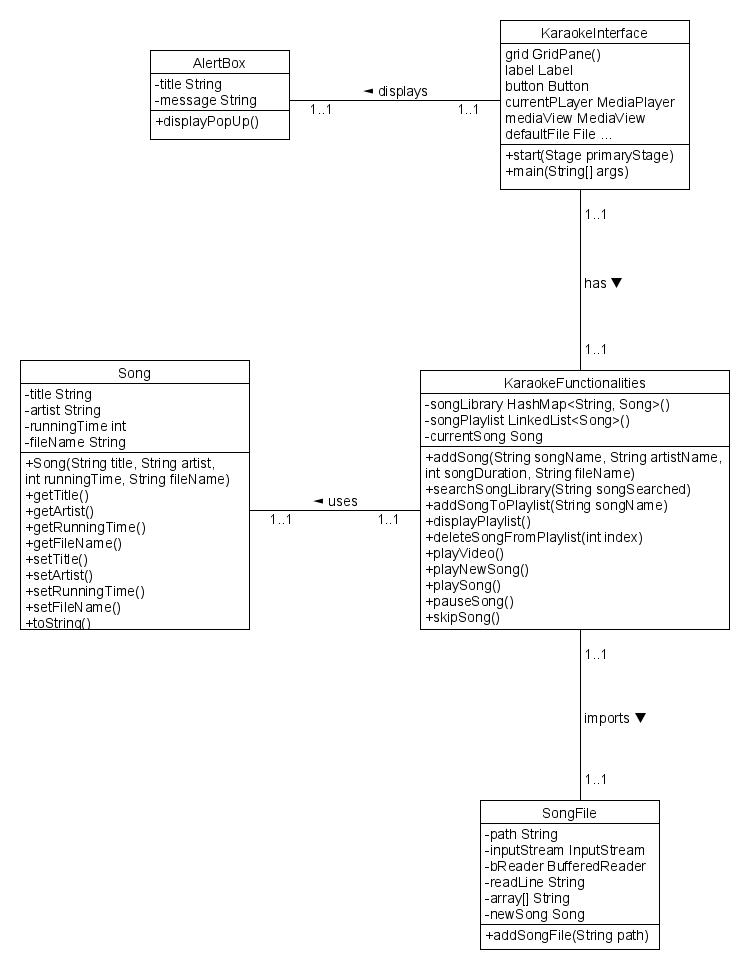 KaraokeInterface
grid GridPane()
label Label
button Button
currentPLayer MediaPlayer
mediaView MediaView
defaultFile File ...
+start(Stage primaryStage)
+main(String[] args)
AlertBox
-title String
-message String
+displayPopUp()
◄ displays
1..1
1..1
1..1
has ▼
1..1
Song
-title String
-artist String
-runningTime int
-fileName String
+Song(String title, String artist,
int runningTime, String fileName)
+getTitle()
+getArtist()
+getRunningTime()
+getFileName()
+setTitle()
+setArtist()
+setRunningTime()
+setFileName()
+toString()
◄ uses
1..1
1..1
KaraokeFunctionalities
-songLibrary HashMap<String, Song>()
-songPlaylist LinkedList<Song>()
-currentSong Song
+addSong(String songName, String artistName,
int songDuration, String fileName)
+searchSongLibrary(String songSearched)
+addSongToPlaylist(String songName)
+displayPlaylist()
+deleteSongFromPlaylist(int index)
+playVideo()
+playNewSong()
+playSong()
+pauseSong()
+skipSong()
1..1
imports ▼
1..1
SongFile
-path String
-inputStream InputStream
-bReader BufferedReader
-readLine String
-array[] String
-newSong Song
+addSongFile(String path)